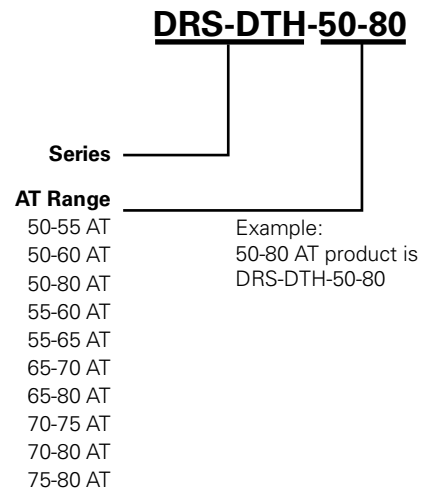 DRS-DTH-50-80
Series
AT Range
50-55 AT
50-60 AT
50-80 AT
55-60 AT
55-65 AT
65-70 AT
65-80 AT
70-75 AT
70-80 AT
75-80 AT
Example:
50-80 AT product is
DRS-DTH-50-80